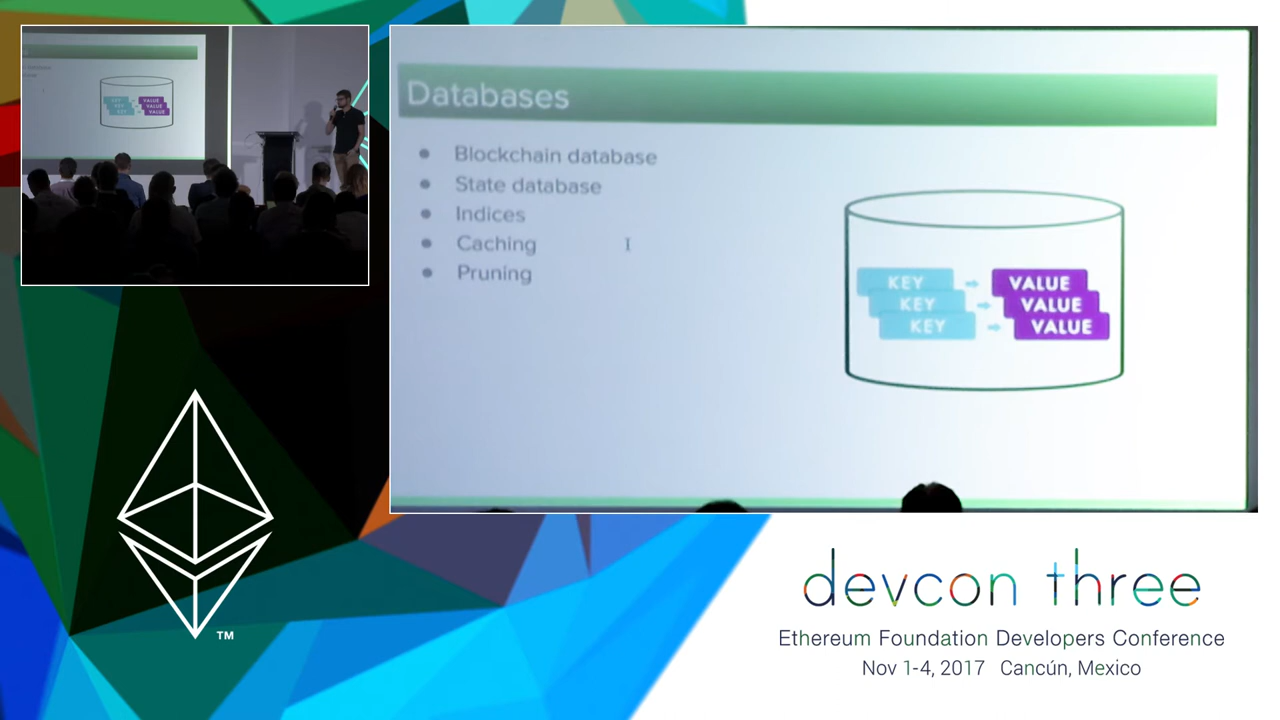 Databases
Blockchain database
State database
Indices
Caching
Pruning
KEY VALUE
KEY VALUE
KEY VALUE
TM
devcon three
Ethereum Foundation Developers Conference
Nov 1-4, 2017 Cancún, Mexico